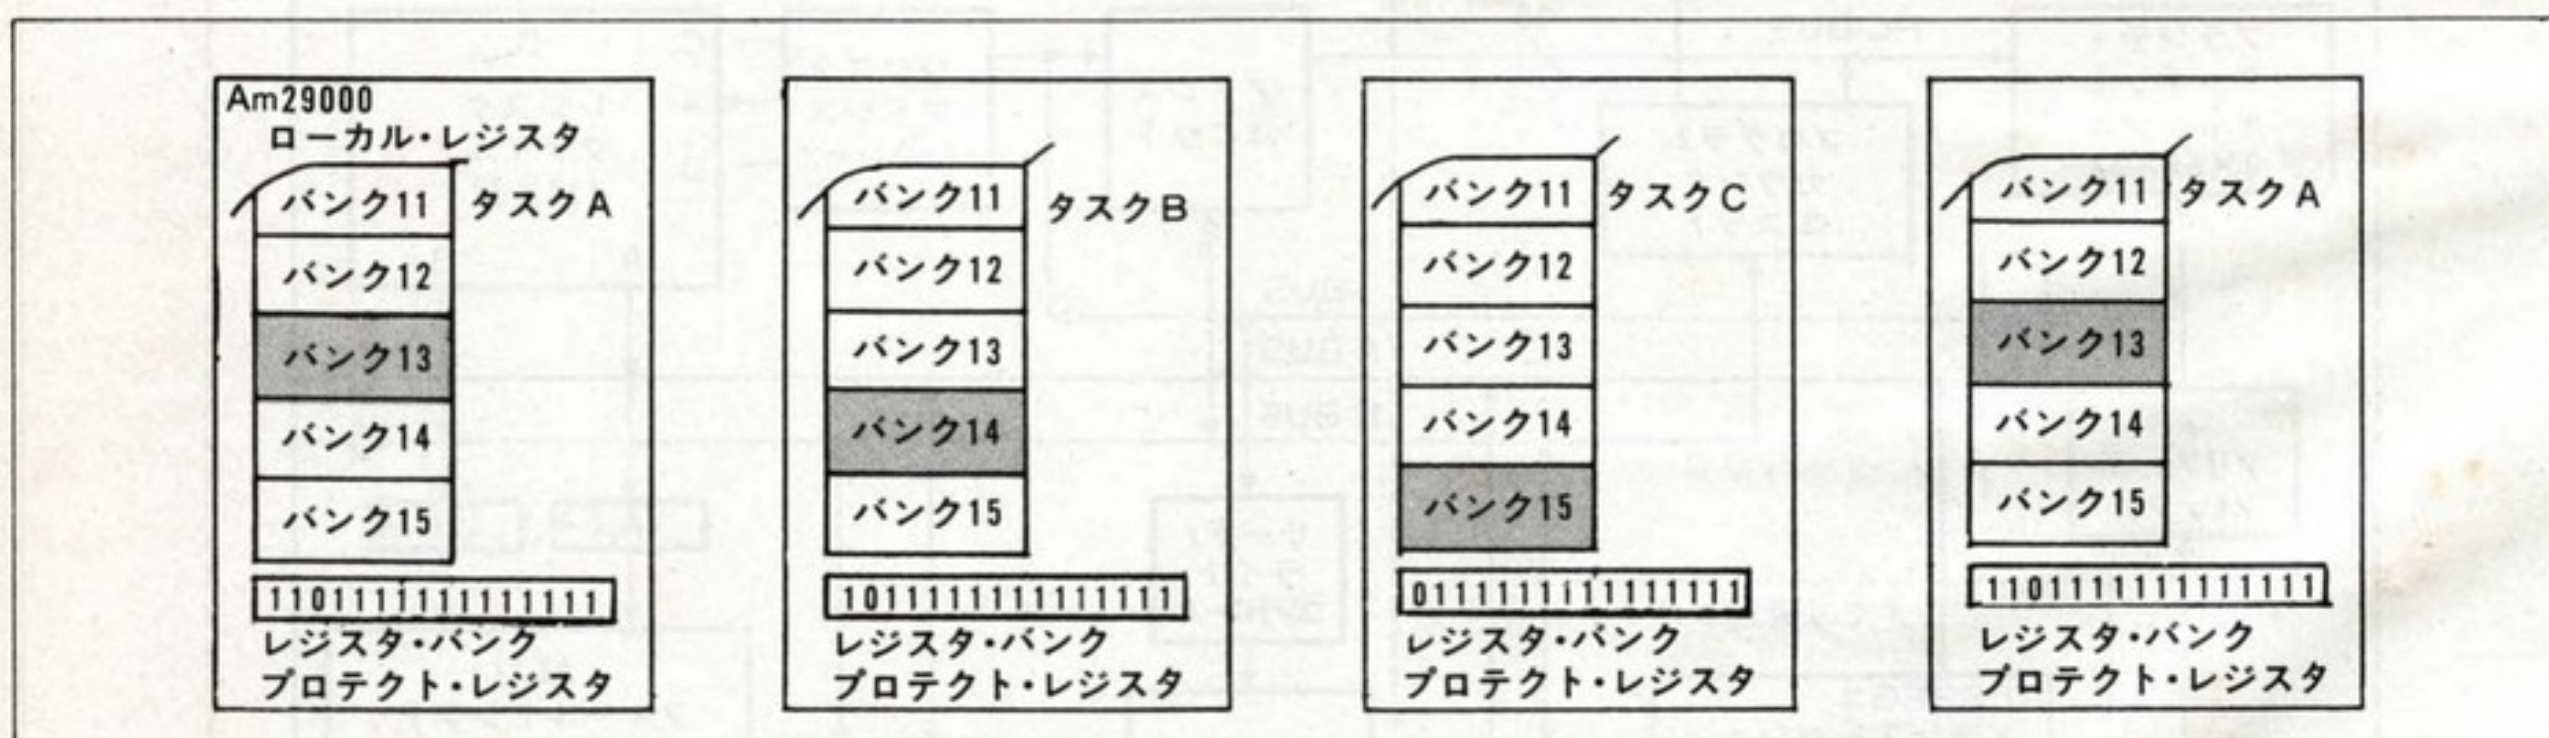 Am29000
ローカル・レジスタ
バンク11 タスクA
バンク12
バンク13
バンク14
バンク15
1101111111111111
レジスタ・バンク
プロテクト・レジスタ
バンク11 タスクB
バンク12
バンク13
バンク14
バンク15
1011111111111111
レジスタ・バンク
プロテクト・レジスタ
バンク11 タスクC
バンク12
バンク13
バンク14
バンク15
0111111111111111
レジスタ・バンク
プロテクト・レジスタ
バンク11 タスクA
バンク12
バンク13
バンク14
バンク15
1101111111111111
レジスタ・バンク
プロテクト・レジスタ